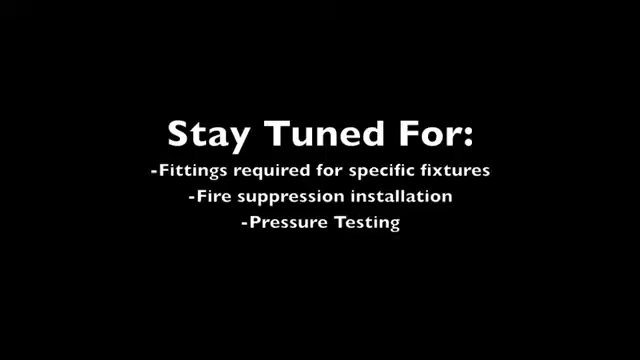 Stay Tuned For:
-Fittings required for specific fixtures
-Fire suppression installation
-Pressure Testing